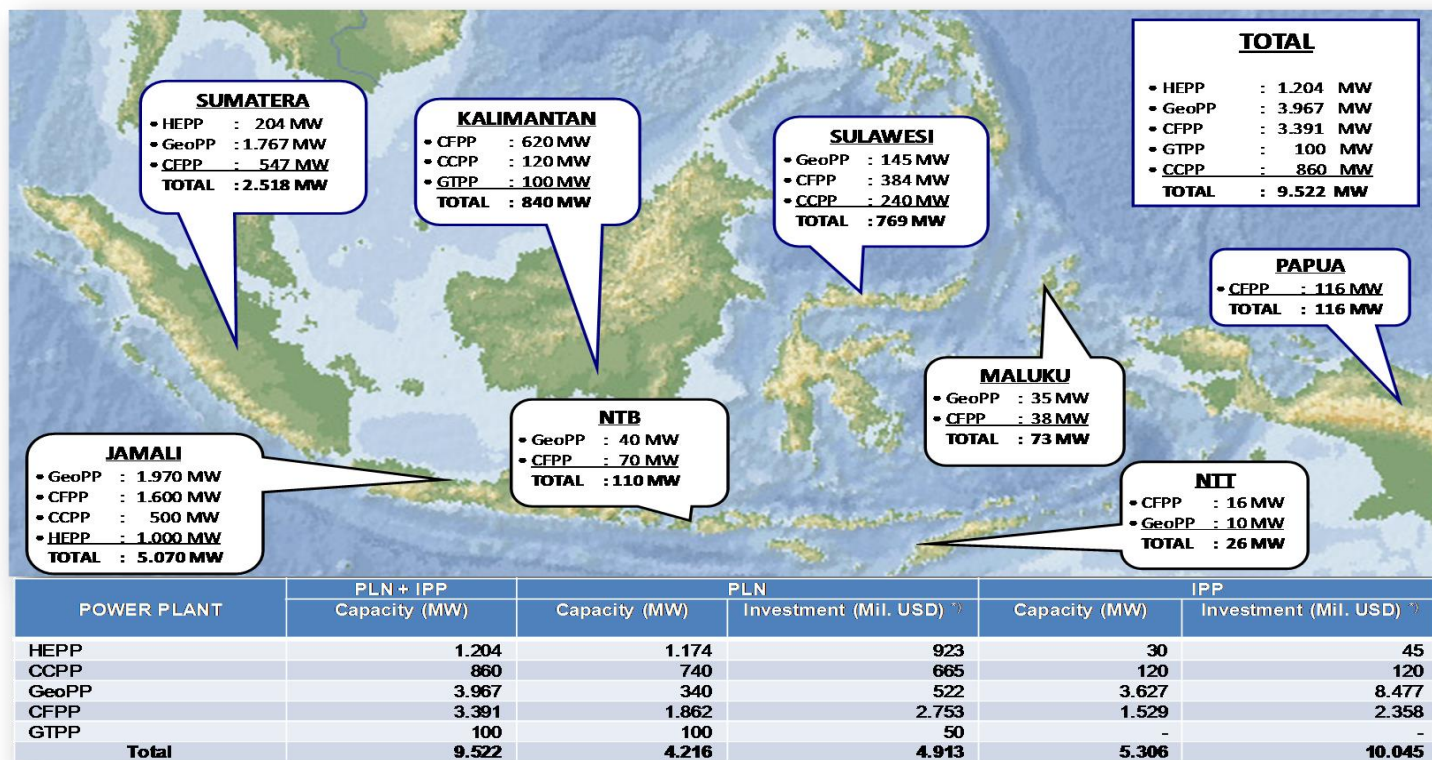 TOTAL
• HEPP : 1.204 MW
• GeoPP : 3.967 MW
• CFPP : 3.391 MW
• GTPP : 100 MW
• CCPP : 860 MW
TOTAL : 9.522 MW
SUMATERA
• HEPP : 204 MW
• GeoPP : 1.767 MW
• CFPP : 547 MW
TOTAL : 2.518 MW
KALIMANTAN
• CFPP : 620 MW
• CCPP : 120 MW
• GTPP : 100 MW
TOTAL : 840 MW
SULAWESI
• GeoPP : 145 MW
• CFPP : 384 MW
• CCPP : 240 MW
TOTAL : 769 MW
PAPUA
• CFPP : 116 MW
TOTAL : 116 MW
MALUKU
• GeoPP : 35 MW
• CFPP : 38 MW
TOTAL : 73 MW
NTB
• GeoPP : 40 MW
• CFPP : 70 MW
TOTAL : 110 MW
JAMALI
• GeoPP : 1.970 MW
• CFPP : 1.600 MW
• CCPP : 500 MW
• HEPP : 1.000 MW
TOTAL : 5.070 MW
NTT
• CFPP : 16 MW
• GeoPP : 10 MW
TOTAL : 26 MW
POWER PLANT PLN + IPP PLN IPP
Capacity (MW) Capacity (MW) Investment (Mil. USD) *) Capacity (MW) Investment (Mil. USD) *)
HEPP 1.204 1.174 923 30 45
CCPP 860 740 665 120 120
GeoPP 3.967 340 522 3.627 8.477
CFPP 3.391 1.862 2.753 1.529 2.358
GTPP 100 100 50 - -
Total 9.522 4.216 4.913 5.306 10.045